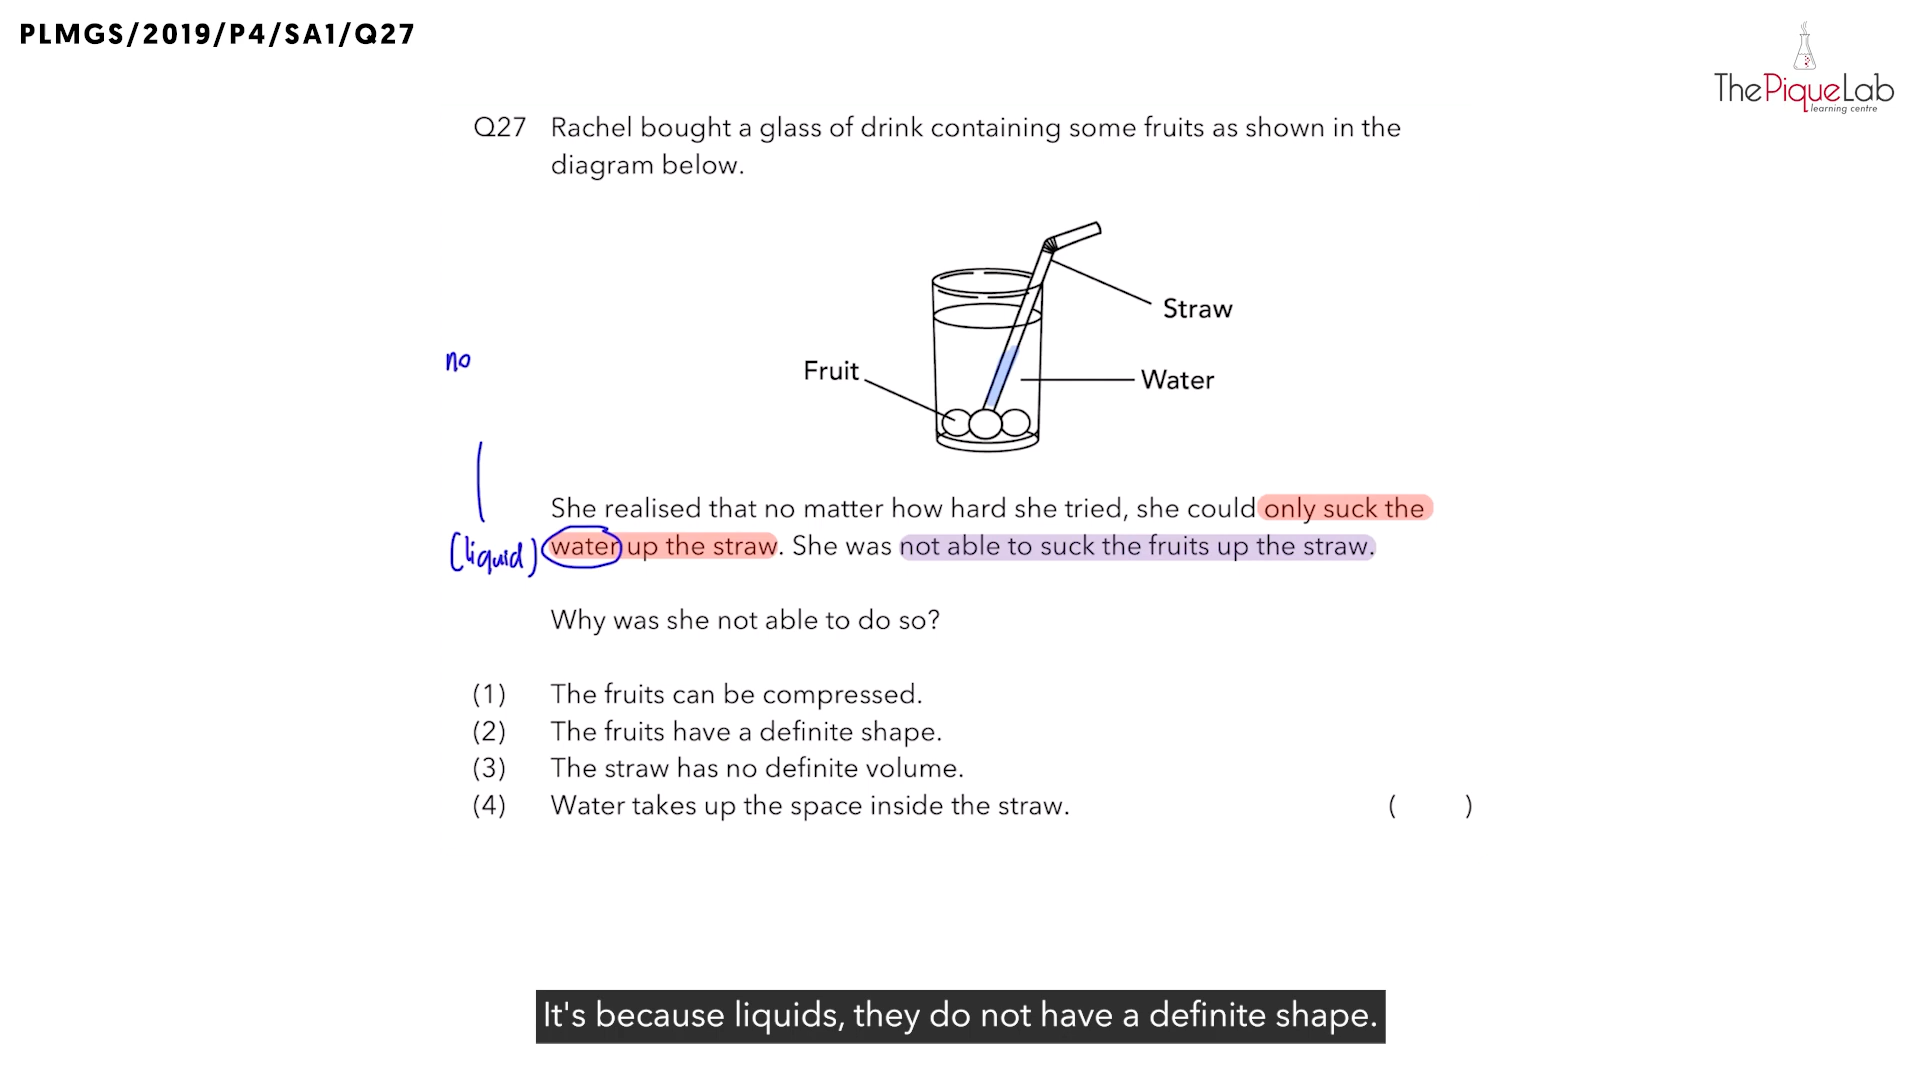 PLMGS/2019/P4/SA1/Q27
ThePiqueLab
learning centre
Q27 Rachel bought a glass of drink containing some fruits as shown in the
diagram below.
Straw
no
Fruit
Water
She realised that no matter how hard she tried, she could only suck the
(liquid) water up the straw. She was not able to suck the fruits up the straw.
Why was she not able to do so?
(1) The fruits can be compressed.
(2) The fruits have a definite shape.
(3) The straw has no definite volume.
(4) Water takes up the space inside the straw. ( )
It's because liquids, they do not have a definite shape.